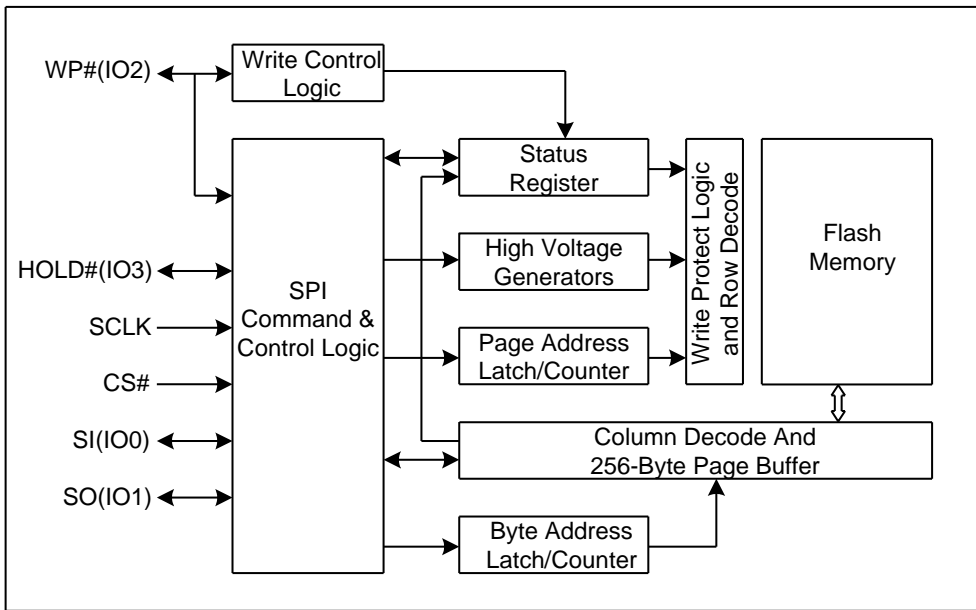 WP#(IO2)
Write Control
Logic
HOLD#(IO3)
SCLK
CS#
SI(IO0)
SO(IO1)
SPI
Command &
Control Logic
Status
Register
High Voltage
Generators
Page Address
Latch/Counter
Write Protect Logic
and Row Decode
Flash
Memory
Column Decode And
256-Byte Page Buffer
Byte Address
Latch/Counter